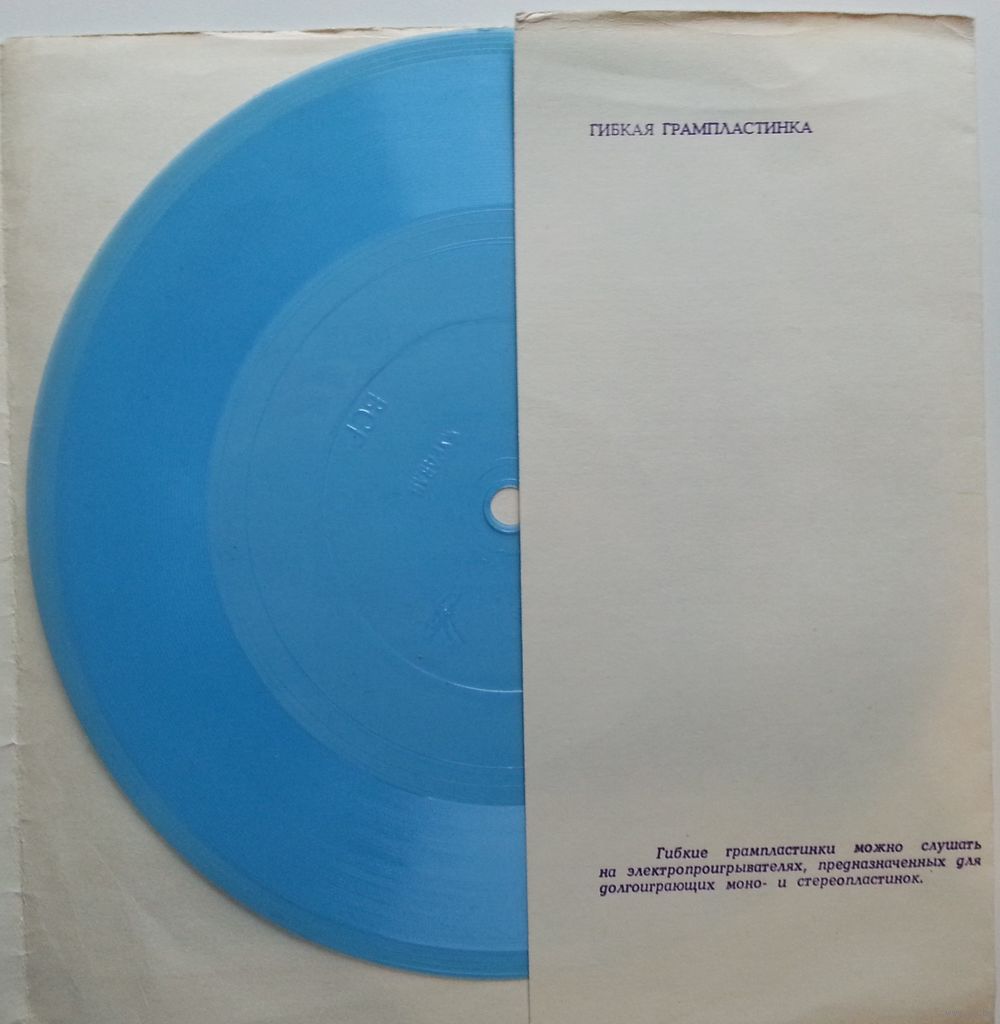 ГИБКАЯ ГРАМПЛАСТИНКА
Гибкие грампластинки можно слушать
на электропроигрывателях, предназначенных для
долгоиграющих моно- и стереопластинок.